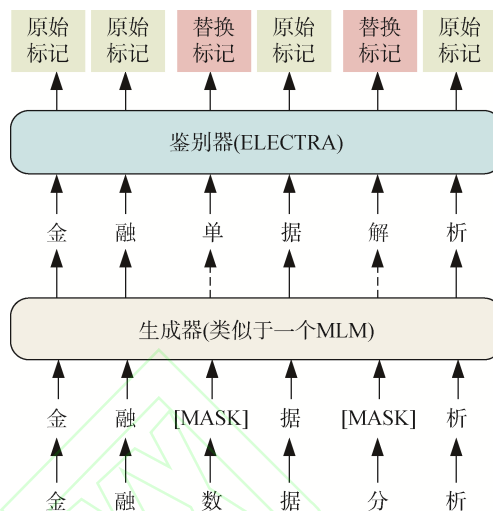 原始 原始 替换 原始 替换 原始
标记 标记 标记 标记 标记 标记
鉴别器(ELECTRA)
金 融 单 据 解 析
生成器(类似于一个MLM)
金 融 [MASK] 据 [MASK] 析
金 融 数 据 分 析